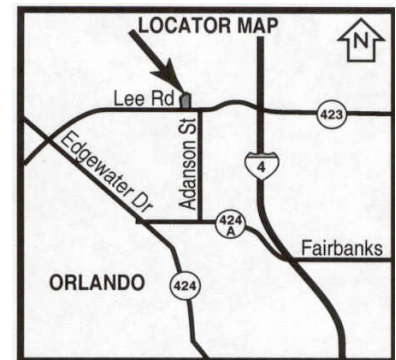 LOCATOR MAP
N
Lee Rd
423
Edgewater Dr
Adanson St
4
424
A
Fairbanks
ORLANDO
424